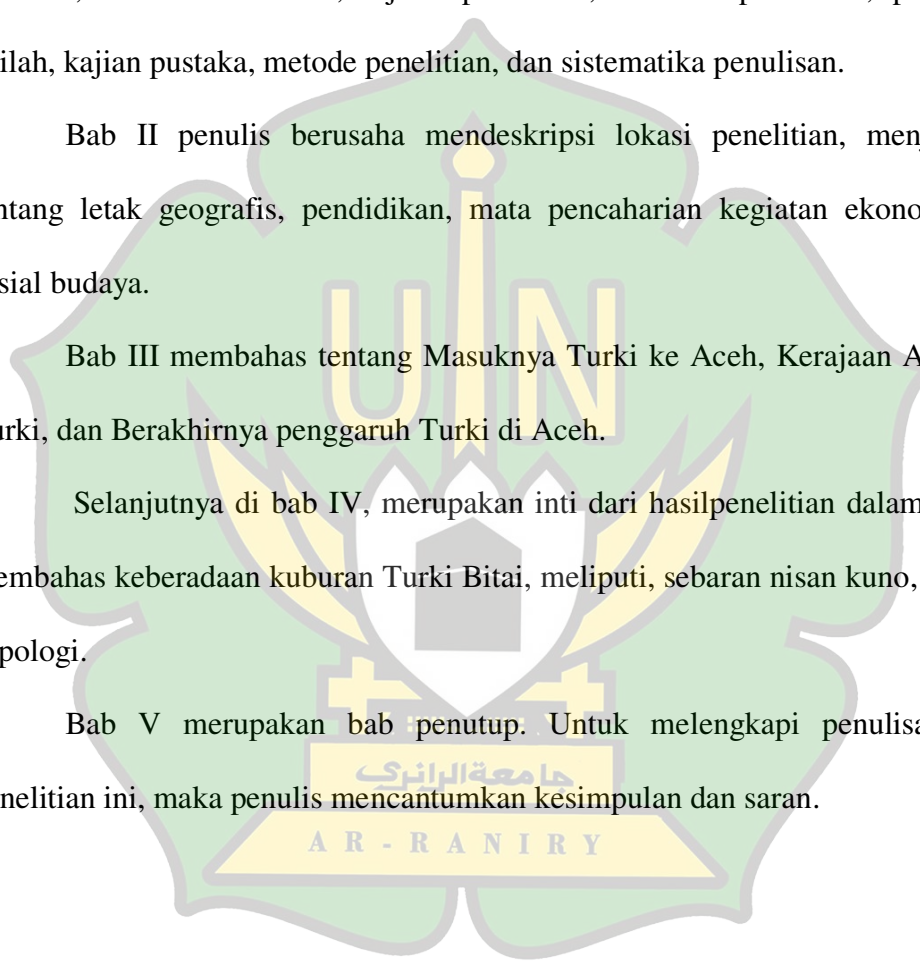 ilah, kajian pustaka, metode penelitian, dan sistematika penulisan.
Bab II penulis berusaha mendeskripsi lokasi penelitian, men
ntang letak geografis, pendidikan, mata pencaharian kegiatan ekono
sial budaya.
Bab III membahas tentang Masuknya Turki ke Aceh, Kerajaan A
urki, dan Berakhirnya penggaruh Turki di Aceh.
Selanjutnya di bab IV, merupakan inti dari hasilpenelitian dalam
embahas keberadaan kuburan Turki Bitai, meliputi, sebaran nisan kuno,
pologi.
Bab V merupakan bab penutup. Untuk melengkapi penulisa
nelitian ini, maka penulis mencantumkan kesimpulan dan saran.
UIN
جامعةالرانري
AR-RANIRY